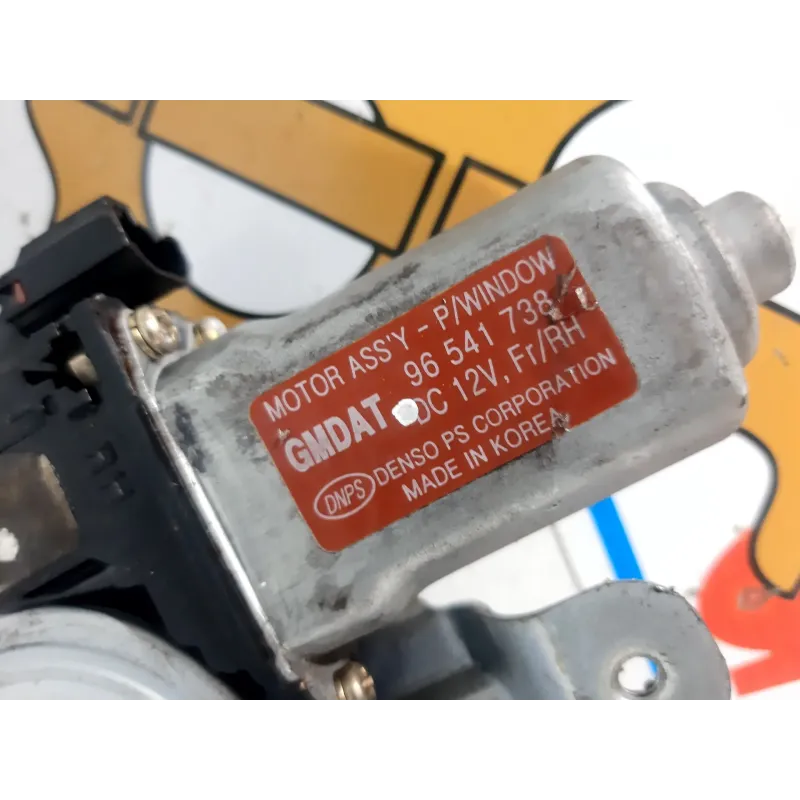 MOTOR ASS'Y - P/WINDOW
96 541 738
GMDAT DC 12V, Fr/RH
DNPS DENSO PS CORPORATION
MADE IN KOREA